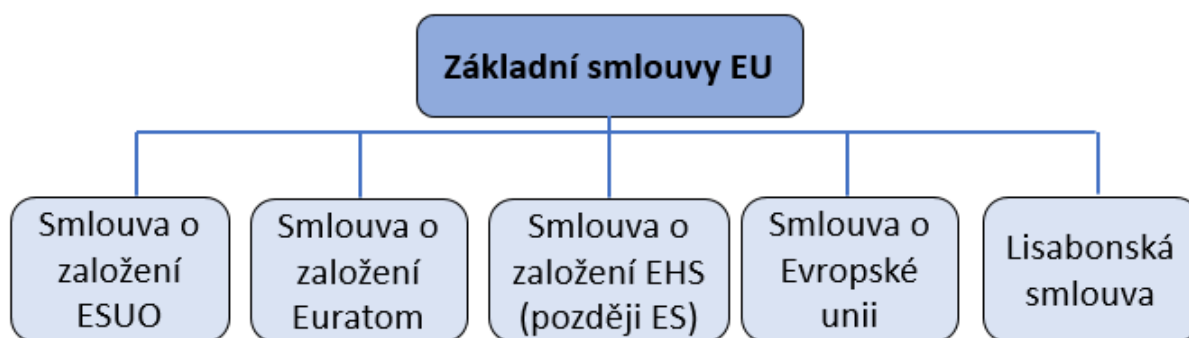 Základní smlouvy EU
Smlouva o
založení
ESUO
Smlouva o
založení
Euratom
Smlouva o
založení EHS
(později ES)
Smlouva o
Evropské
unii
Lisabonská
smlouva